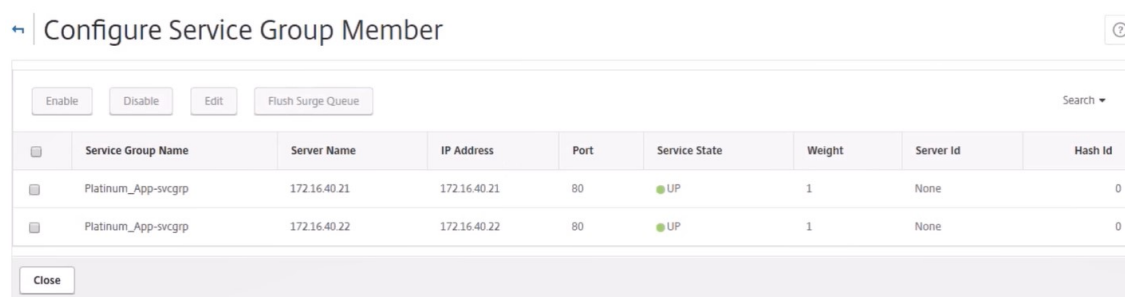 Configure Service Group Member
?
Enable Disable Edit Flush Surge Queue Search
Service Group Name Server Name IP Address Port Service State Weight Server Id Hash Id
Platinum_App-svcgrp 172.16.40.21 172.16.40.21 80 UP 1 None 0
Platinum_App-svcgrp 172.16.40.22 172.16.40.22 80 UP 1 None 0
Close